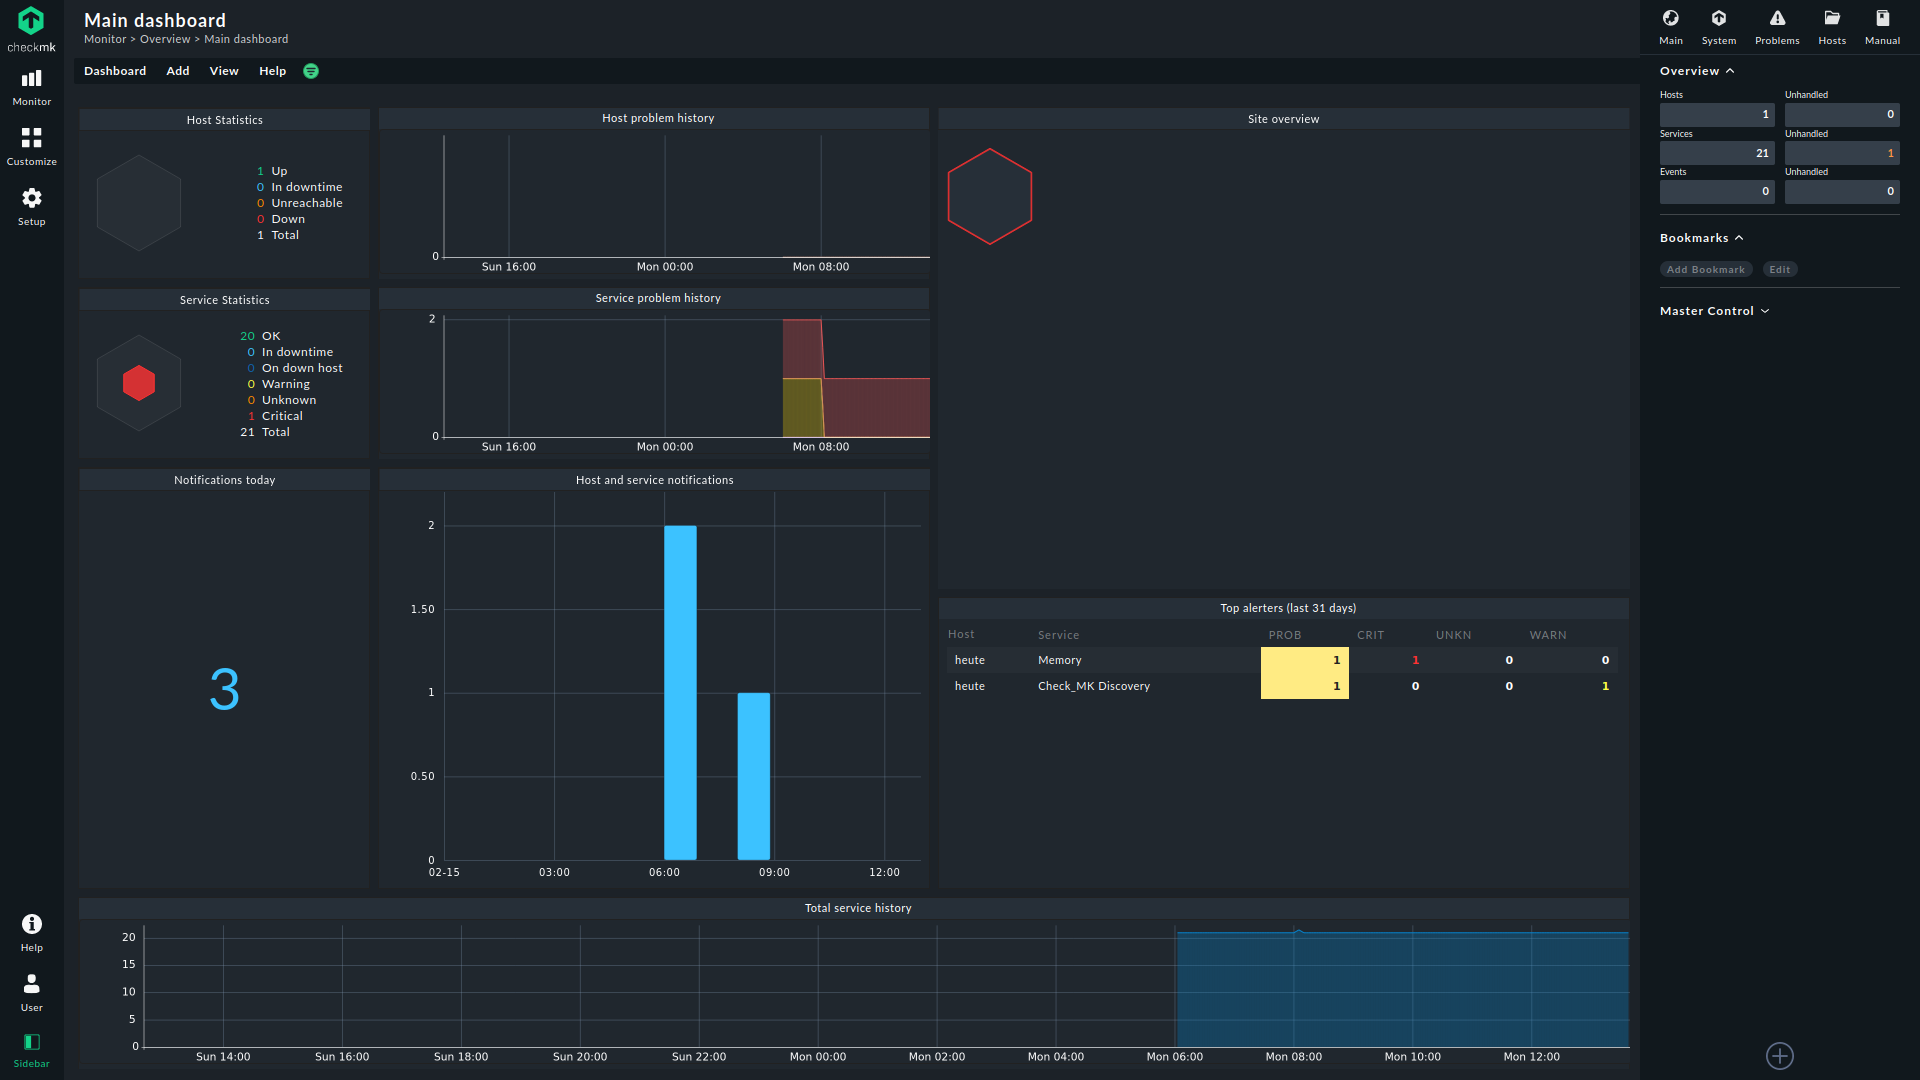 checkmk
Monitor
Customize
Setup
Help
User
Sidebar
Main dashboard
Monitor > Overview > Main dashboard
Dashboard Add View Help
Host Statistics
1 Up
0 In downtime
0 Unreachable
0 Down
1 Total
Host problem history
0
Sun 16:00 Mon 00:00 Mon 08:00
Service Statistics
20 OK
0 In downtime
0 On down host
0 Warning
0 Unknown
1 Critical
21 Total
Service problem history
2
0
Sun 16:00 Mon 00:00 Mon 08:00
Notifications today
3
Host and service notifications
2
1.50
1
0.50
0
02-15 03:00 06:00 09:00 12:00
Site overview
Top alerters (last 31 days)
Host Service PROB CRIT UNKN WARN
heute Memory 1 1 0 0
heute Check_MK Discovery 1 0 0 1
Total service history
20
15
10
5
0
Sun 14:00 Sun 16:00 Sun 18:00 Sun 20:00 Sun 22:00 Mon 00:00 Mon 02:00 Mon 04:00 Mon 06:00 Mon 08:00 Mon 10:00 Mon 12:00
Main System Problems Hosts Manual
Overview
Hosts Unhandled
1 0
Services Unhandled
21 1
Events Unhandled
0 0
Bookmarks
Add Bookmark Edit
Master Control